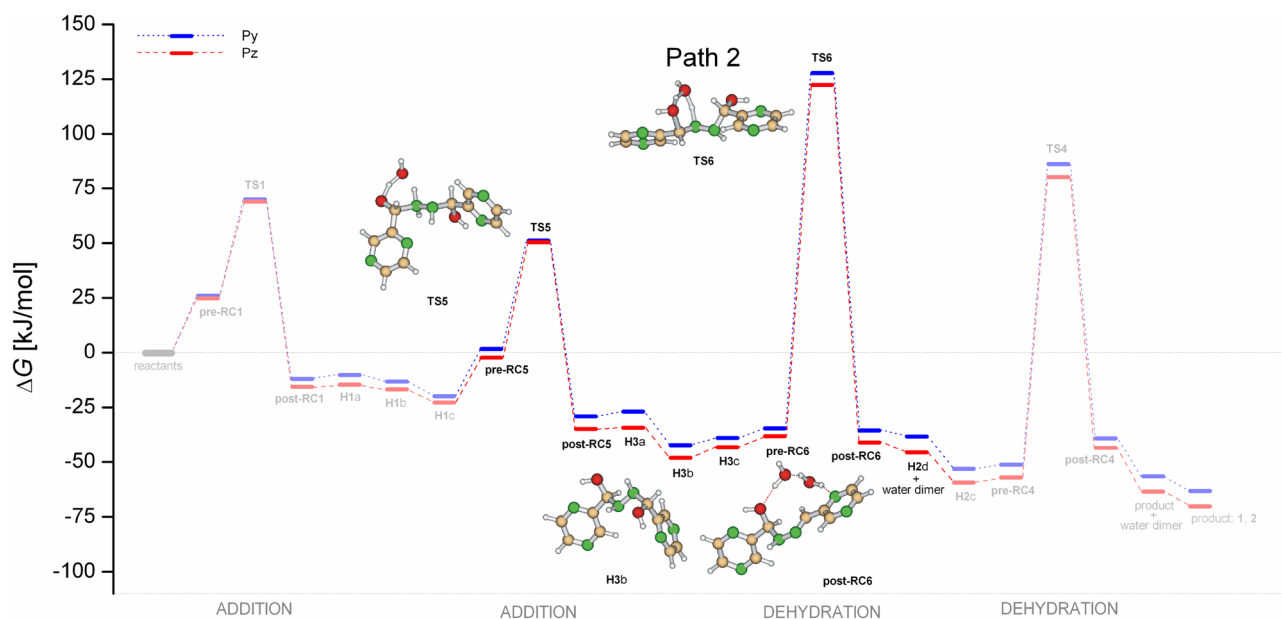 150
125
100
75
50
25
0
-25
-50
-75
-100
ΔG [kJ/mol]
Py
Pz
Path 2
TS6
TS6
TS5
TS5
TS1
TS4
reactants
pre-RC1
post-RC1
H1a
H1b
H1c
pre-RC5
post-RC5
H3a
H3b
H3c
pre-RC6
post-RC6
H2d
+
water dimer
H2c
pre-RC4
post-RC4
product
+
water dimer
product: 1, 2
H3b
post-RC6
ADDITION
ADDITION
DEHYDRATION
DEHYDRATION